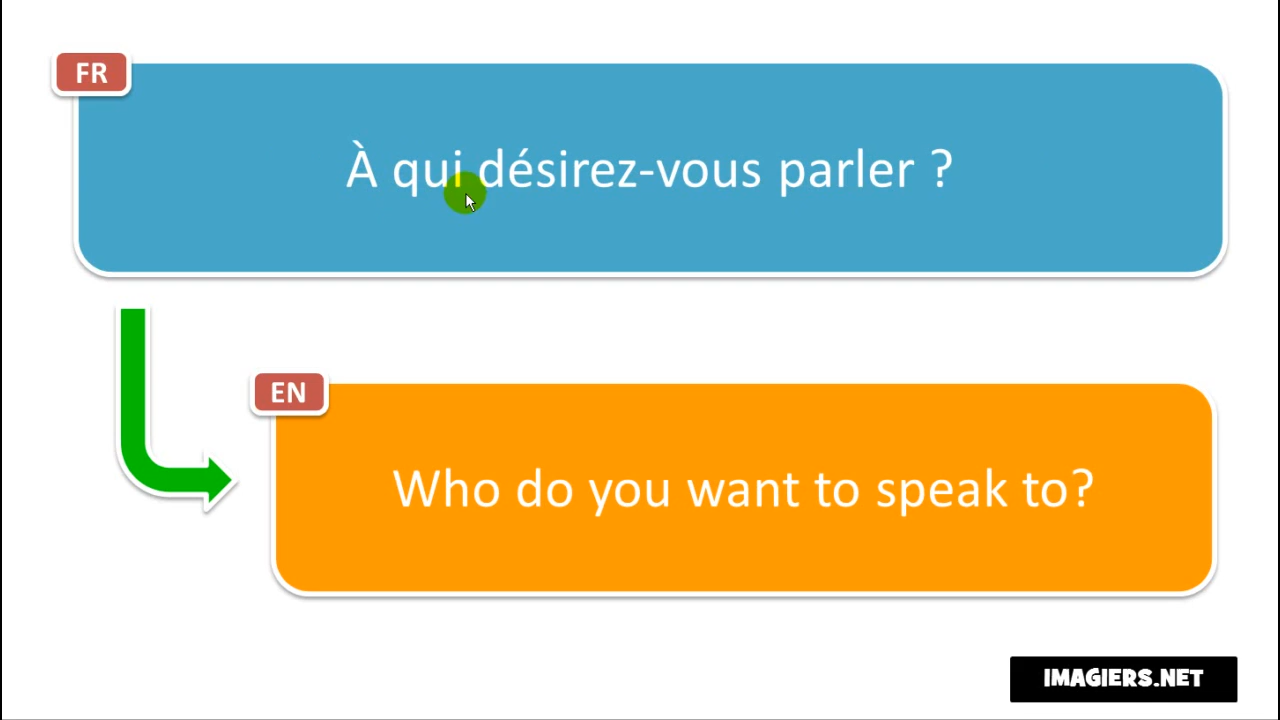 FR
À qui désirez-vous parler ?
EN
Who do you want to speak to?
IMAGIERS.NET